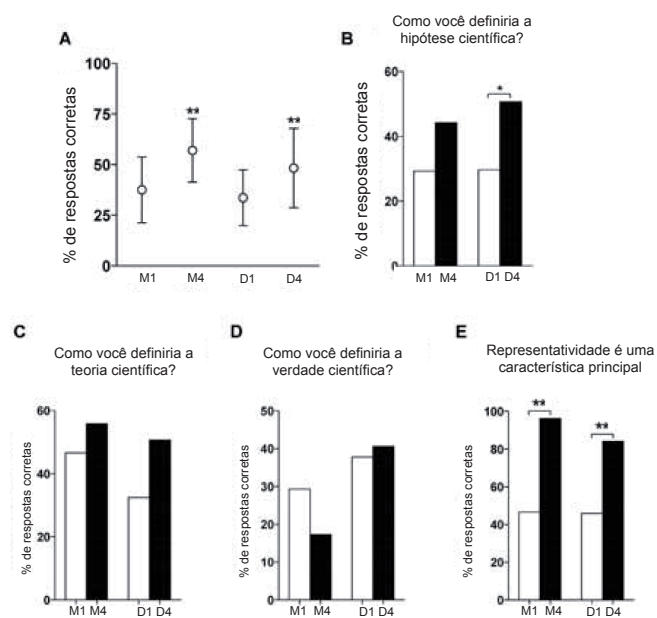 A
% de respostas corretas
100
75
50
25
0
**
**
M1 M4 D1 D4
B
Como você definiria a
hipótese científica?
% de respostas corretas
60
40
20
0
*
M1 M4 D1 D4
C
Como você definiria a
teoria científica?
% de respostas corretas
60
40
20
00
M1 M4 D1 D4
D
Como você definiria a
verdade científica?
% de respostas corretas
50
40
30
20
10
0
M1 M4 D1 D4
E
Representatividade é uma
característica principal
% de respostas corretas
100
80
60
40
20
0
**
**
M1 M4 D1 D4